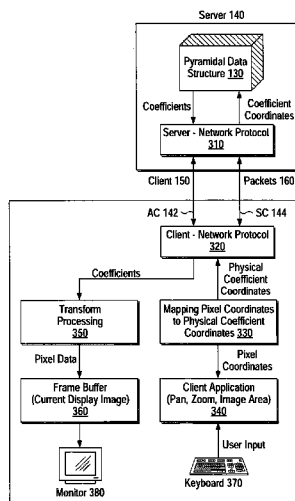 Server 140
Pyramidal Data
Structure 130
Coefficients
Coefficient
Coordinates
Server - Network Protocol
310
Client 150
Packets 160
AC 142
SC 144
Client - Network Protocol
320
Coefficients
Physical
Coefficient
Coordinates
Transform
Processing
350
Mapping Pixel Coordinates
to Physical Coefficient
Coordinates 330
Pixel Data
Pixel
Coordinates
Frame Buffer
(Current Display Image)
360
Client Application
(Pan, Zoom, Image Area)
340
User Input
Monitor 380
Keyboard 370